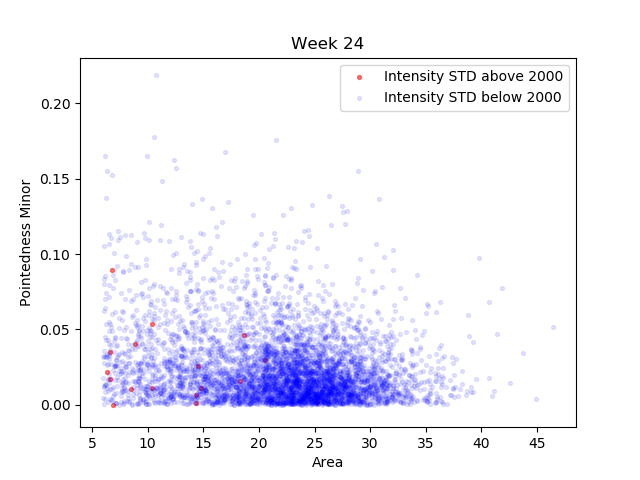 Week 24
Intensity STD above 2000
Intensity STD below 2000
0.20
0.15
0.10
0.05
0.00
Pointedness Minor
5 10 15 20 25 30 35 40 45
Area